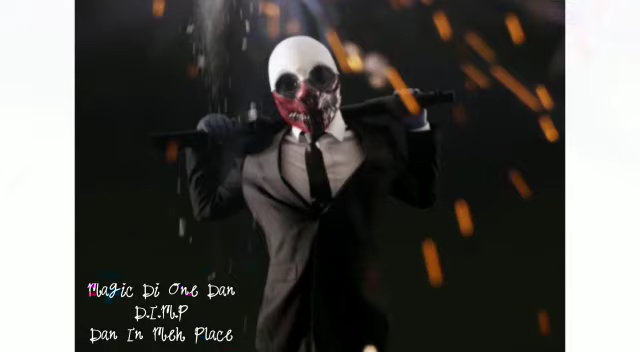 Magic Di One Dan
D.I.M.P
Dan In Meh Place